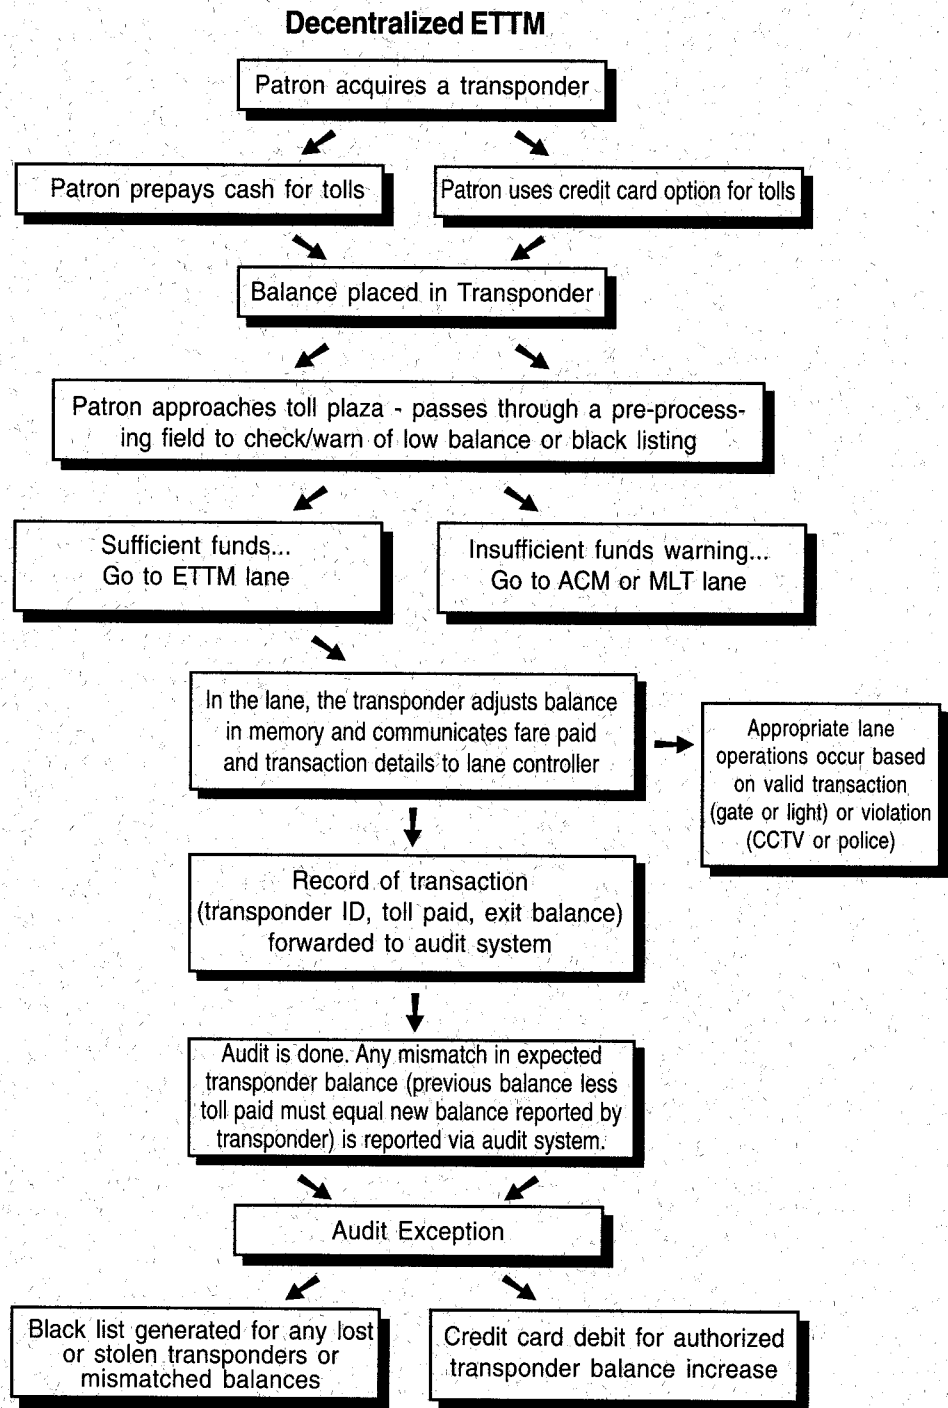 Decentralized ETTM
Patron acquires a transponder
Patron prepays cash for tolls
Patron uses credit card option for tolls
Balance placed in Transponder
Patron approaches toll plaza - passes through a pre-process-
ing field to check/warn of low balance or black listing
Sufficient funds...
Go to ETTM lane
Insufficient funds warning...
Go to ACM or MLT lane
In the lane, the transponder adjusts balance
in memory and communicates fare paid
and transaction details to lane controller
Appropriate lane
operations occur based
on valid transaction
(gate or light) or violation
(CCTV or police)
Record of transaction
(transponder ID, toll paid, exit balance)
forwarded to audit system
Audit is done. Any mismatch in expected
transponder balance (previous balance less
toll paid must equal new balance reported by
transponder) is reported via audit system.
Audit Exception
Black list generated for any lost
or stolen transponders or
mismatched balances
Credit card debit for authorized
transponder balance increase